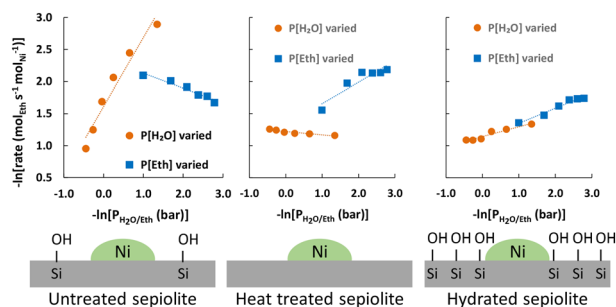 -ln[rate (mol_Eth s⁻¹ mol_Ni⁻¹)]
3.0
2.5
2.0
1.5
1.0
0.5
P[H₂O] varied
P[Eth] varied
-1.0 0.0 1.0 2.0 3.0
-ln[P_H₂O/Eth (bar)]
P[H₂O] varied
P[Eth] varied
-1.0 0.0 1.0 2.0 3.0
-ln[P_H₂O/Eth (bar)]
P[H₂O] varied
P[Eth] varied
-1.0 0.0 1.0 2.0 3.0
-ln[P_H₂O/Eth (bar)]
OH OH
Ni
Si Si
Untreated sepiolite
Ni
Heat treated sepiolite
OH OH OH OH OH OH
Ni
Si Si Si Si Si Si
Hydrated sepiolite